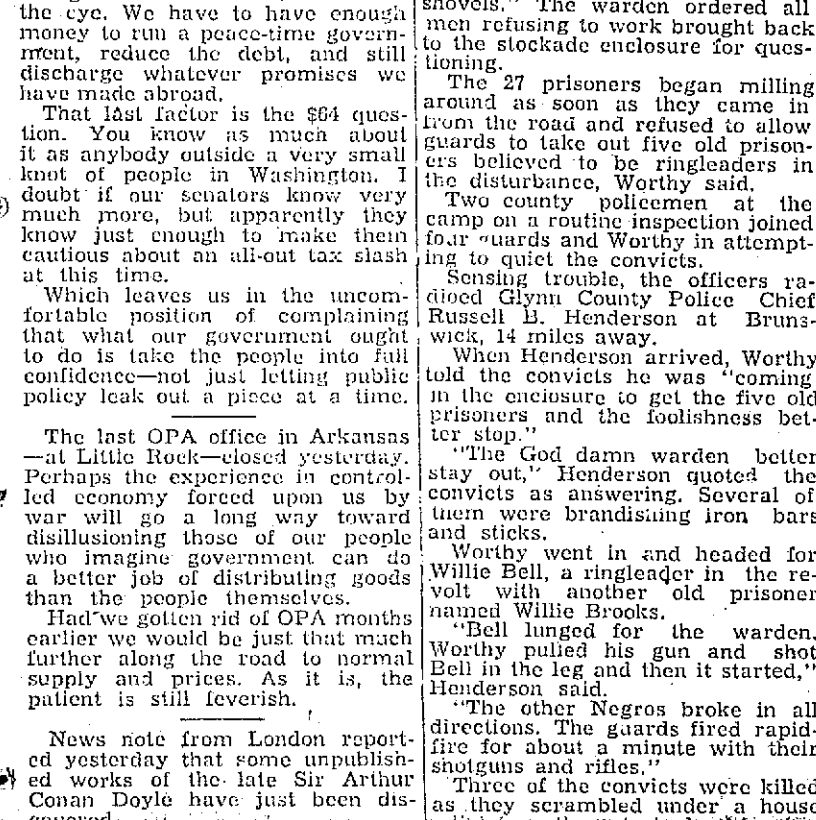 the eye. We have to have enough
money to run a peace-time govern-
ment, reduce the debt, and still
discharge whatever promises we
have made abroad.
That last factor is the $64 ques-
tion. You know as much about
it as anybody outside a very small
knot of people in Washington. I
doubt if our senators know very
much more, but apparently they
know just enough to make them
cautious about an all-out tax slash
at this time.
Which leaves us in the uncom-
fortable position of complaining
that what our government ought
to do is take the people into full
confidence—not just letting public
policy leak out a piece at a time.
The last OPA office in Arkansas
—at Little Rock—closed yesterday.
Perhaps the experience in control-
led economy forced upon us by
war will go a long way toward
disillusioning those of our people
who imagine government can do
a better job of distributing goods
than the people themselves.
Had we gotten rid of OPA months
earlier we would be just that much
further along the road to normal
supply and prices. As it is, the
patient is still feverish.
News note from London report-
ed yesterday that some unpublish-
ed works of the late Sir Arthur
Conan Doyle have just been dis-
shovels." The warden ordered all
men refusing to work brought back
to the stockade enclosure for ques-
tioning.
The 27 prisoners began milling
around as soon as they came in
from the road and refused to allow
guards to take out five old prison-
ers believed to be ringleaders in
the disturbance, Worthy said.
Two county policemen at the
camp on a routine inspection joined
four guards and Worthy in attempt-
ing to quiet the convicts.
Sensing trouble, the officers ra-
dioed Glynn County Police Chief
Russell B. Henderson at Bruns-
wick, 14 miles away.
When Henderson arrived, Worthy
told the convicts he was "coming
in the enclosure to get the five old
prisoners and the foolishness bet-
ter stop."
"The God damn warden better
stay out," Henderson quoted the
convicts as answering. Several of
them were brandishing iron bars
and sticks.
Worthy went in and headed for
Willie Bell, a ringleader in the re-
volt with another old prisoner
named Willie Brooks.
"Bell lunged for the warden.
Worthy pulled his gun and shot
Bell in the leg and then it started,"
Henderson said.
"The other Negros broke in all
directions. The guards fired rapid-
fire for about a minute with their
shotguns and rifles."
Three of the convicts were killed
as they scrambled under a house